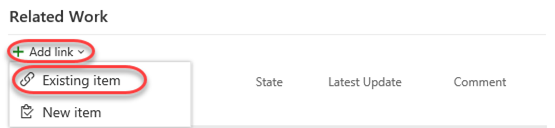 Related Work
+ Add link
Existing item
State Latest Update Comment
New item